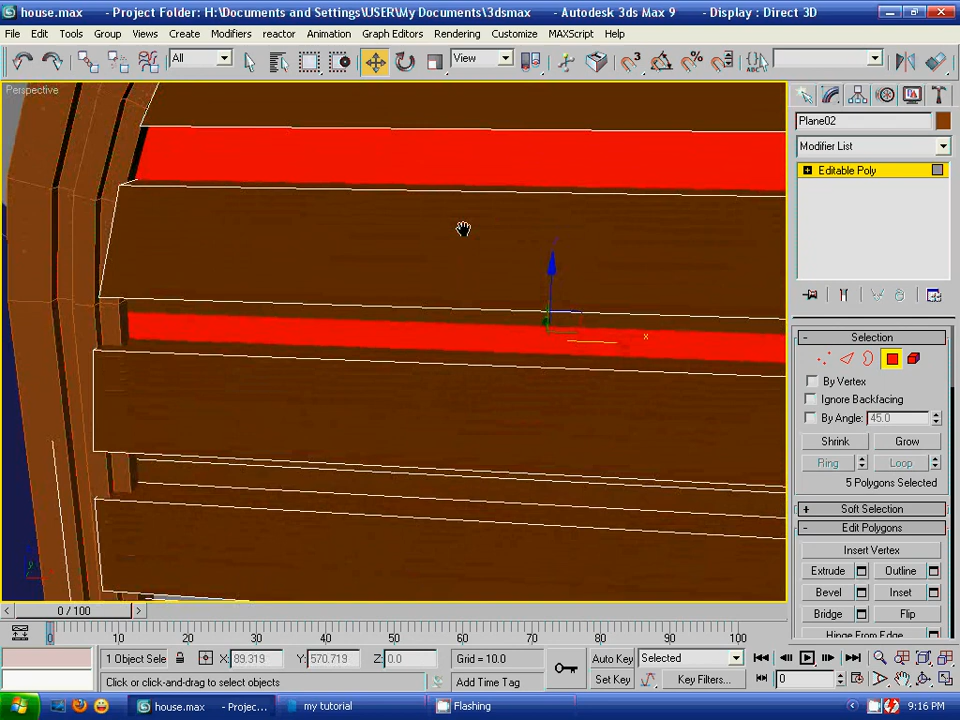 house.max - Project Folder: H:\Documents and Settings\USER\My Documents\3dsmax - Autodesk 3ds Max 9 - Display : Direct 3D
File Edit Tools Group Views Create Modifiers reactor Animation Graph Editors Rendering Customize MAXScript Help
All
View
Perspective
Plane02
Modifier List
Editable Poly
Selection
By Vertex
Ignore Backfacing
By Angle: 45.0
Shrink Grow
Ring Loop
5 Polygons Selected
Soft Selection
Edit Polygons
Insert Vertex
Extrude Outline
Bevel Inset
Bridge Flip
Hinge From Edge
x
0 / 100
0 10 20 30 40 50 60 70 80 90 100
1 Object Sele X: 89.319 Y: 570.719 Z: 0.0 Grid = 10.0 Auto Key Selected
Click or click-and-drag to select objects Add Time Tag Set Key Key Filters... 0
house.max - Projec... my tutorial Flashing 9:16 PM